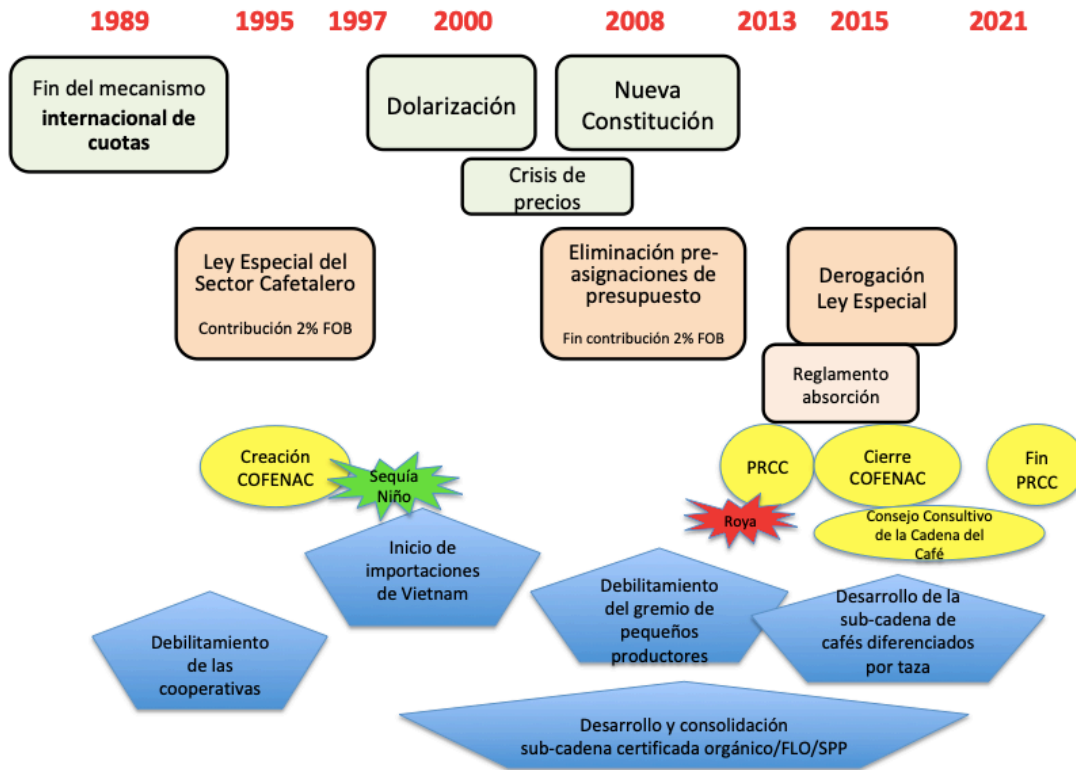 1989 1995 1997 2000 2008 2013 2015 2021
Fin del mecanismo
internacional de
cuotas
Dolarización
Nueva
Constitución
Crisis de
precios
Ley Especial del
Sector Cafetalero
Contribución 2% FOB
Eliminación pre-
asignaciones de
presupuesto
Fin contribución 2% FOB
Derogación
Ley Especial
Reglamento
absorción
Creación
COFENAC
Sequía
Niño
PRCC
Roya
Cierre
COFENAC
Fin
PRCC
Consejo Consultivo
de la Cadena del
Café
Inicio de
importaciones
de Vietnam
Debilitamiento
de las
cooperativas
Debilitamiento
del gremio de
pequeños
productores
Desarrollo de la
sub-cadena de
cafés diferenciados
por taza
Desarrollo y consolidación
sub-cadena certificada orgánico/FLO/SPP